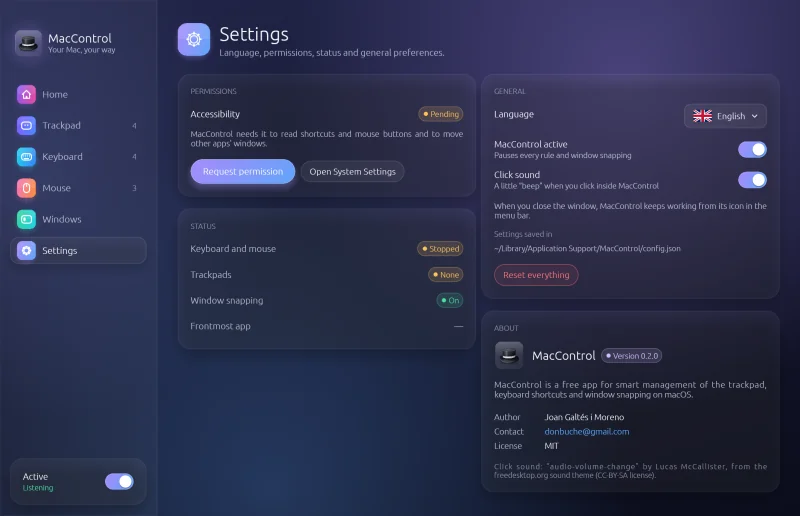 MacControl
Your Mac, your way
Home
Trackpad 4
Keyboard 4
Mouse 3
Windows
Settings
Active
Listening
Settings
Language, permissions, status and general preferences.
PERMISSIONS
Accessibility
Pending
MacControl needs it to read shortcuts and mouse buttons and to move
other apps' windows.
Request permission
Open System Settings
STATUS
Keyboard and mouse
Stopped
Trackpads
None
Window snapping
On
Frontmost app
—
GENERAL
Language
English
MacControl active
Pauses every rule and window snapping
Click sound
A little "beep" when you click inside MacControl
When you close the window, MacControl keeps working from its icon in the
menu bar.
Settings saved in
~/Library/Application Support/MacControl/config.json
Reset everything
ABOUT
MacControl
Version 0.2.0
MacControl is a free app for smart management of the trackpad,
keyboard shortcuts and window snapping on macOS.
Author Joan Galtés i Moreno
Contact donbuche@gmail.com
License MIT
Click sound: "audio-volume-change" by Lucas McCallister, from the
freedesktop.org sound theme (CC-BY-SA license).